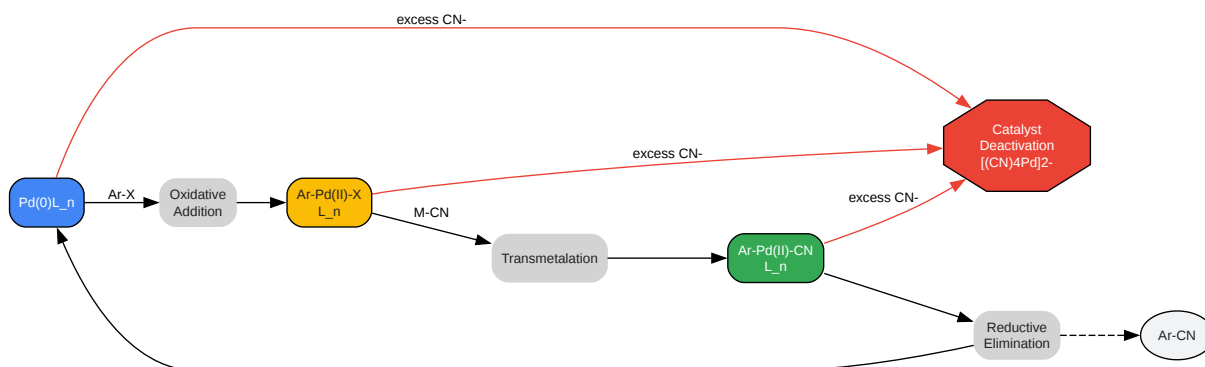 excess CN-
Catalyst
Deactivation
[(CN)4Pd]2-
excess CN-
Pd(0)L_n
Ar-X
Oxidative
Addition
Ar-Pd(II)-X
L_n
M-CN
excess CN-
Transmetalation
Ar-Pd(II)-CN
L_n
Reductive
Elimination
Ar-CN